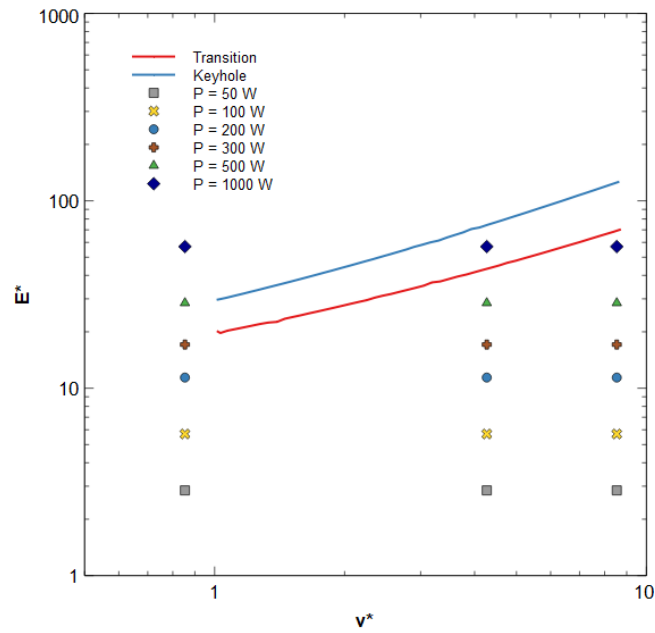 1000
Transition
Keyhole
P = 50 W
P = 100 W
P = 200 W
P = 300 W
P = 500 W
P = 1000 W
100
E*
10
1
1
10
v*